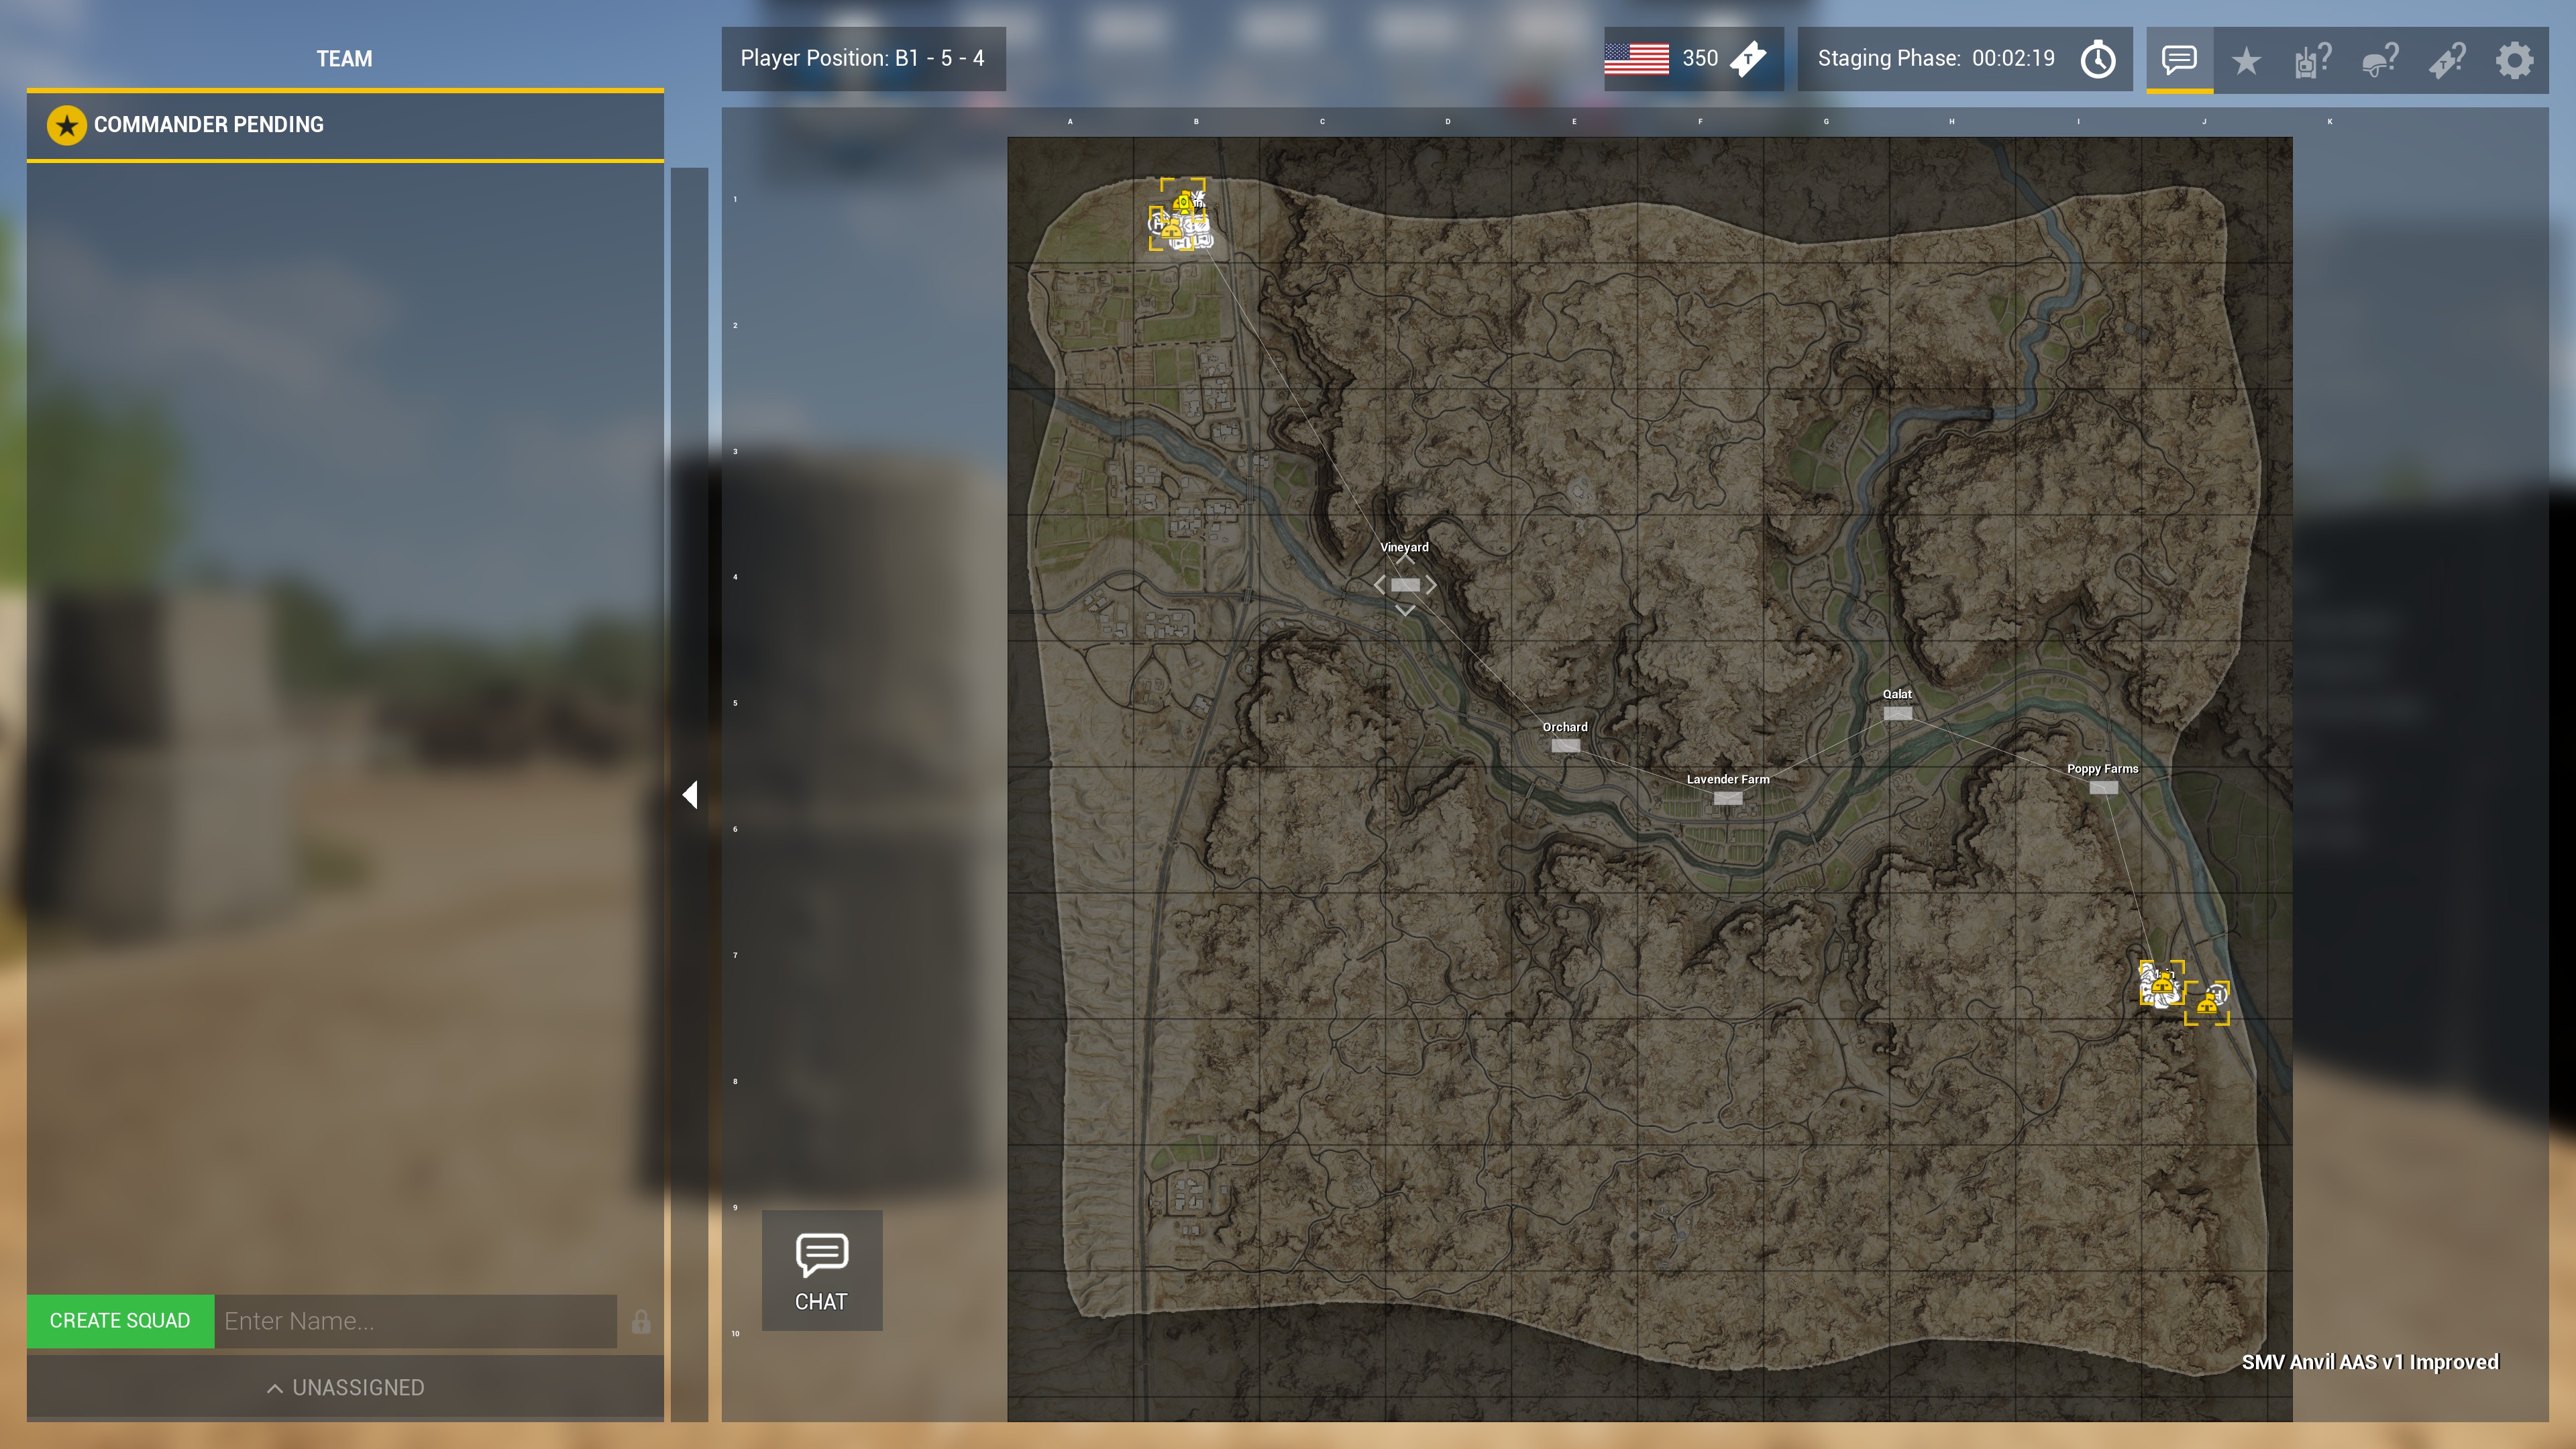 TEAM
Player Position: B1 - 5 - 4
350
Staging Phase: 00:02:19
COMMANDER PENDING
A B C D E F G H I J K
1
2
3
Vineyard
4
Qalat
5
Orchard
Poppy Farms
Lavender Farm
6
7
8
9
CHAT
CREATE SQUAD
Enter Name...
10
SMV Anvil AAS v1 Improved
UNASSIGNED